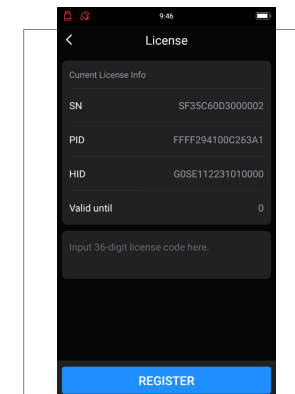 9:46
License
Current License Info
SN SF35C60D3000002
PID FFFF294100C263A1
HID G0SE112231010000
Valid until 0
Input 36-digit license code here.
REGISTER